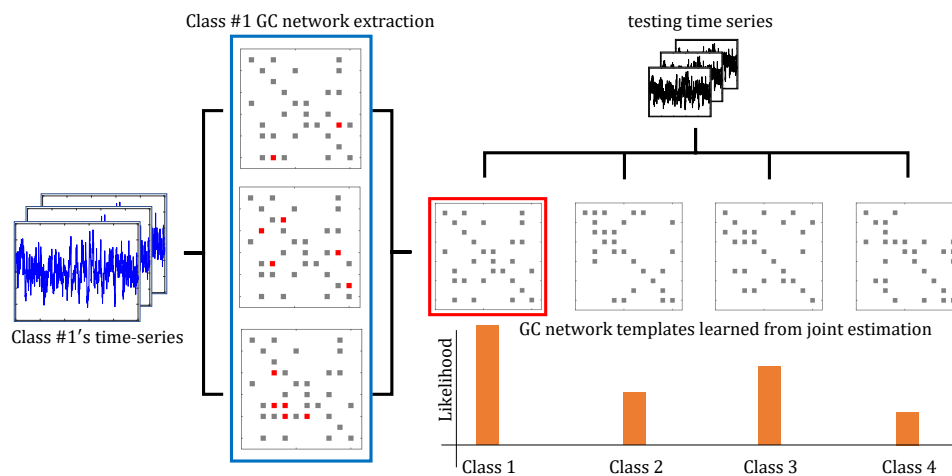 Class #1 GC network extraction
testing time series
Class #1's time-series
GC network templates learned from joint estimation
Likelihood
Class 1
Class 2
Class 3
Class 4